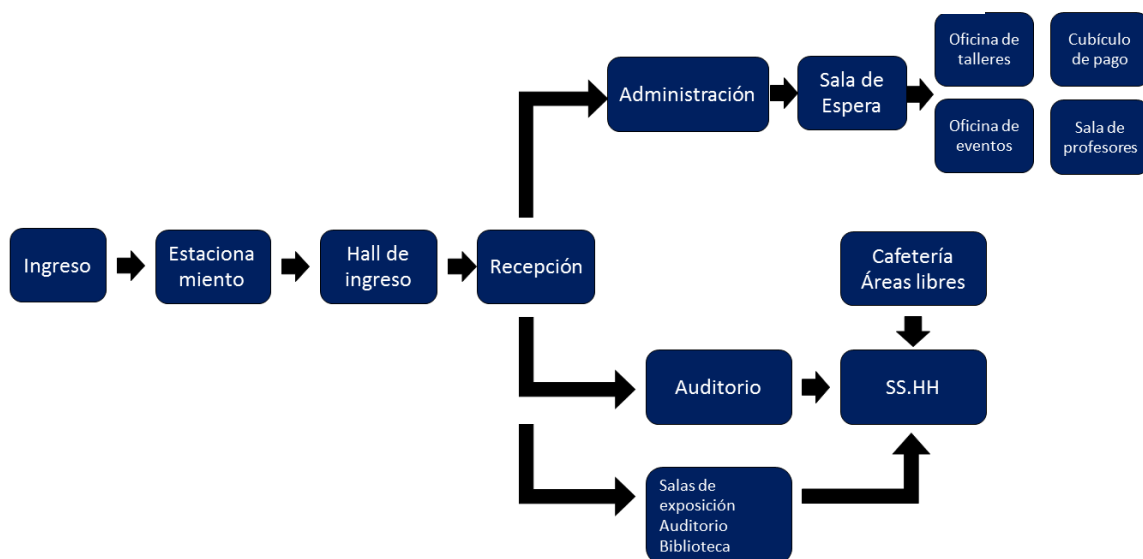 Oficina de
talleres
Cubículo
de pago
Administración
Sala de
Espera
Oficina de
eventos
Sala de
profesores
Ingreso
Estaciona
miento
Hall de
ingreso
Recepción
Cafetería
Áreas libres
Auditorio
SS.HH
Salas de
exposición
Auditorio
Biblioteca